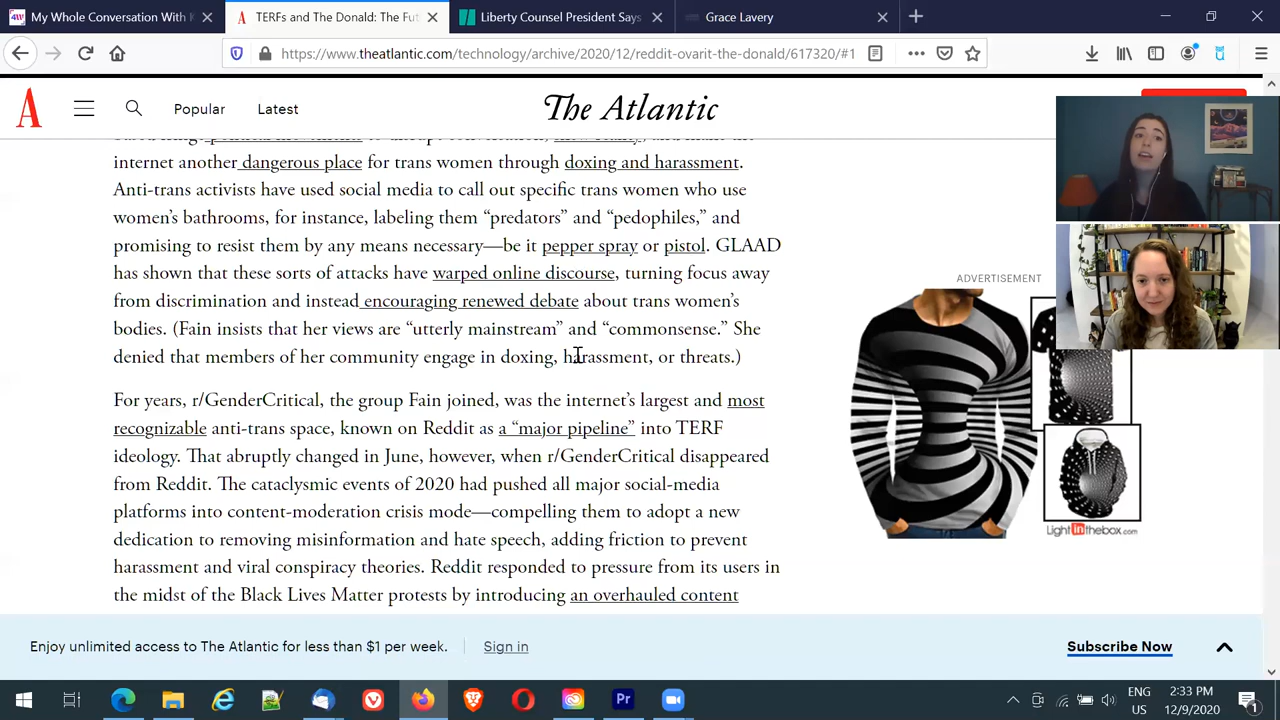 My Whole Conversation With K
TERFs and The Donald: The Fut
Liberty Counsel President Says
Grace Lavery
https://www.theatlantic.com/technology/archive/2020/12/reddit-ovarit-the-donald/617320/#1
A
Popular
Latest
The Atlantic
internet another dangerous place for trans women through doxing and harassment.
Anti-trans activists have used social media to call out specific trans women who use
women's bathrooms, for instance, labeling them “predators” and “pedophiles,” and
promising to resist them by any means necessary—be it pepper spray or pistol. GLAAD
has shown that these sorts of attacks have warped online discourse, turning focus away
from discrimination and instead encouraging renewed debate about trans women's
bodies. (Fain insists that her views are “utterly mainstream” and “commonsense.” She
denied that members of her community engage in doxing, harassment, or threats.)
For years, r/GenderCritical, the group Fain joined, was the internet's largest and most
recognizable anti-trans space, known on Reddit as a “major pipeline” into TERF
ideology. That abruptly changed in June, however, when r/GenderCritical disappeared
from Reddit. The cataclysmic events of 2020 had pushed all major social-media
platforms into content-moderation crisis mode—compelling them to adopt a new
dedication to removing misinformation and hate speech, adding friction to prevent
harassment and viral conspiracy theories. Reddit responded to pressure from its users in
the midst of the Black Lives Matter protests by introducing an overhauled content
ADVERTISEMENT
Lightinthebox.com
Enjoy unlimited access to The Atlantic for less than $1 per week.
Sign in
Subscribe Now
ENG
US
2:33 PM
12/9/2020
1